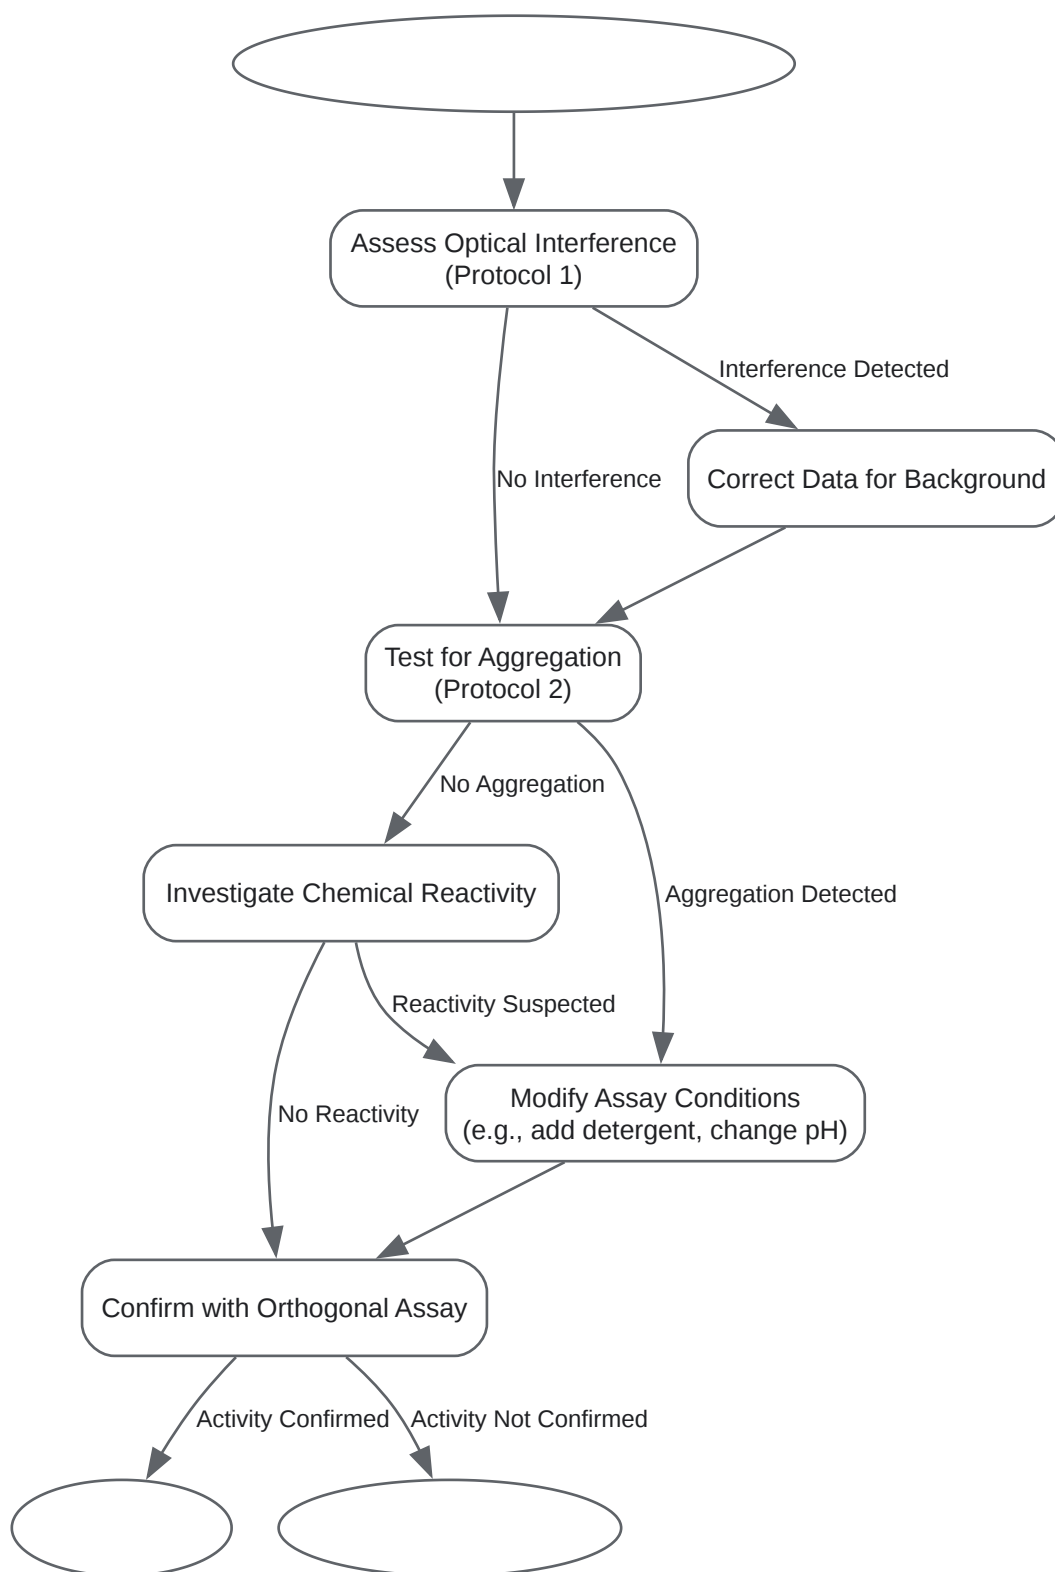 Assess Optical Interference
(Protocol 1)
Interference Detected
No Interference
Correct Data for Background
Test for Aggregation
(Protocol 2)
No Aggregation
Investigate Chemical Reactivity
Aggregation Detected
Reactivity Suspected
Modify Assay Conditions
(e.g., add detergent, change pH)
No Reactivity
Confirm with Orthogonal Assay
Activity Confirmed
Activity Not Confirmed